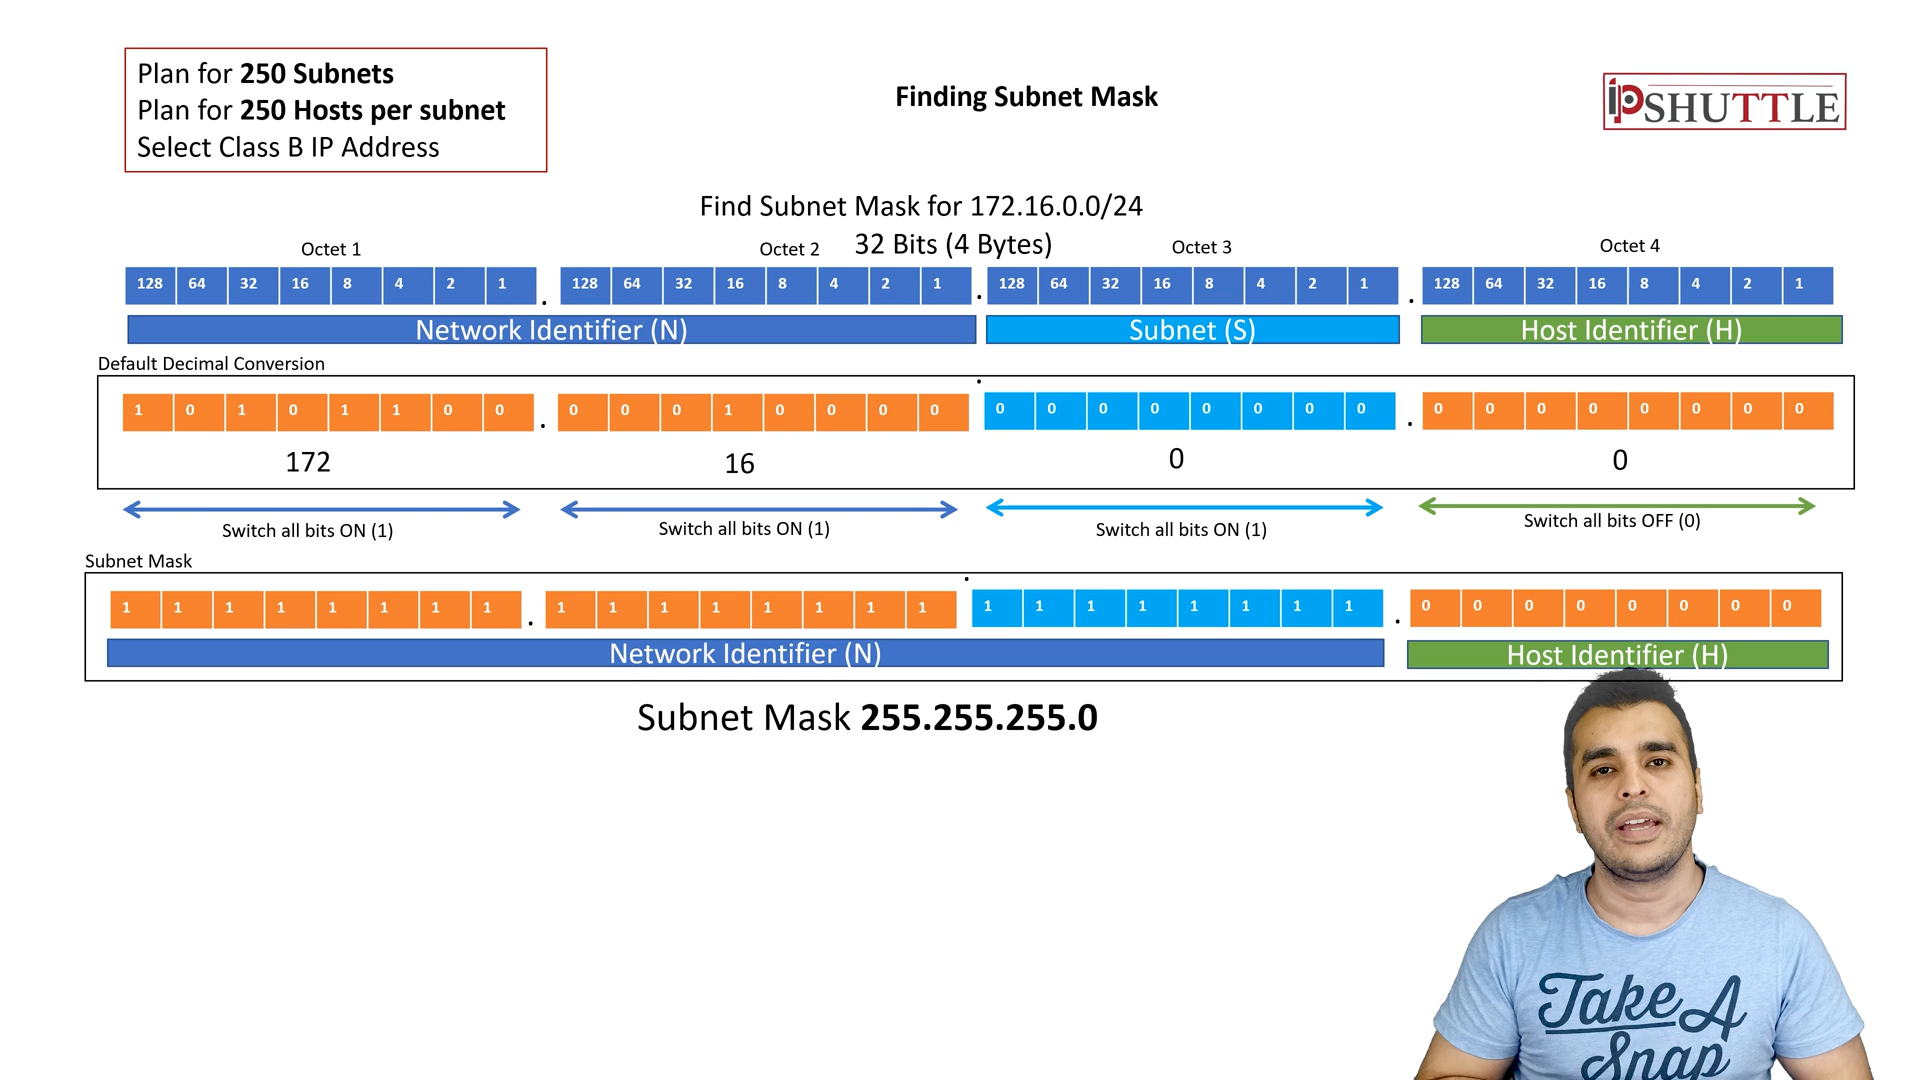 Plan for 250 Subnets
Plan for 250 Hosts per subnet
Select Class B IP Address
Finding Subnet Mask
ipSHUTTLE
Find Subnet Mask for 172.16.0.0/24
32 Bits (4 Bytes)
Octet 1 Octet 2 Octet 3 Octet 4
128 64 32 16 8 4 2 1 . 128 64 32 16 8 4 2 1 . 128 64 32 16 8 4 2 1 . 128 64 32 16 8 4 2 1
Network Identifier (N) Subnet (S) Host Identifier (H)
Default Decimal Conversion
1 0 1 0 1 1 0 0 . 0 0 0 1 0 0 0 0 . 0 0 0 0 0 0 0 0 . 0 0 0 0 0 0 0 0
172 16 0 0
Switch all bits ON (1) Switch all bits ON (1) Switch all bits ON (1) Switch all bits OFF (0)
Subnet Mask
1 1 1 1 1 1 1 1 . 1 1 1 1 1 1 1 1 . 1 1 1 1 1 1 1 1 . 0 0 0 0 0 0 0 0
Network Identifier (N) Host Identifier (H)
Subnet Mask 255.255.255.0
Take A
Snap